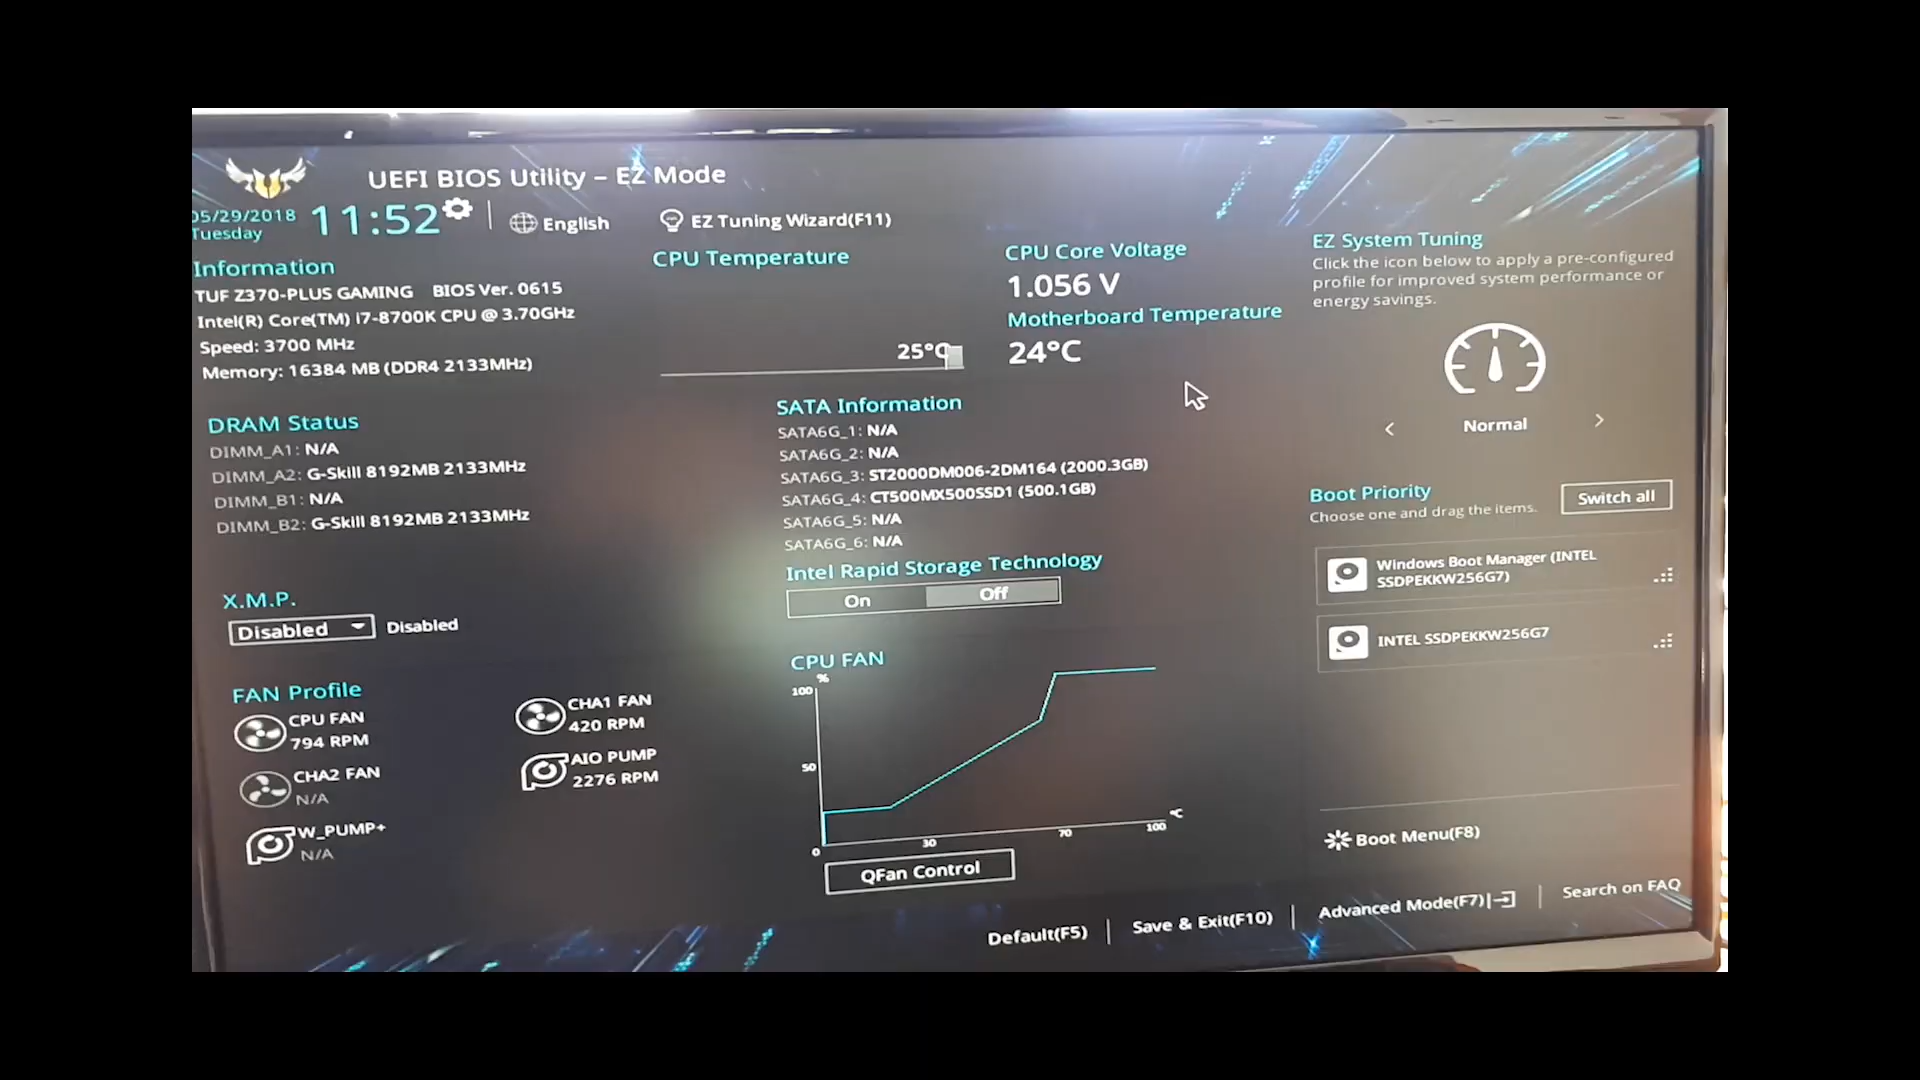 UEFI BIOS Utility – EZ Mode
05/29/2018
Tuesday
11:52
English
EZ Tuning Wizard(F11)
Information
TUF Z370-PLUS GAMING BIOS Ver. 0615
Intel(R) Core(TM) i7-8700K CPU @ 3.70GHz
Speed: 3700 MHz
Memory: 16384 MB (DDR4 2133MHz)
CPU Temperature
25°C
CPU Core Voltage
1.056 V
Motherboard Temperature
24°C
EZ System Tuning
Click the icon below to apply a pre-configured
profile for improved system performance or
energy savings.
Normal
DRAM Status
DIMM_A1: N/A
DIMM_A2: G-Skill 8192MB 2133MHz
DIMM_B1: N/A
DIMM_B2: G-Skill 8192MB 2133MHz
SATA Information
SATA6G_1: N/A
SATA6G_2: N/A
SATA6G_3: ST2000DM006-2DM164 (2000.3GB)
SATA6G_4: CT500MX500SSD1 (500.1GB)
SATA6G_5: N/A
SATA6G_6: N/A
Intel Rapid Storage Technology
On
Off
Boot Priority
Choose one and drag the items.
Switch all
Windows Boot Manager (INTEL
SSDPEKKW256G7)
INTEL SSDPEKKW256G7
X.M.P.
Disabled
Disabled
FAN Profile
CPU FAN
794 RPM
CHA1 FAN
420 RPM
CHA2 FAN
N/A
AIO PUMP
2276 RPM
W_PUMP+
N/A
CPU FAN
%
100
50
0
30
70
100
°C
QFan Control
Boot Menu(F8)
Default(F5)
Save & Exit(F10)
Advanced Mode(F7)
Search on FAQ